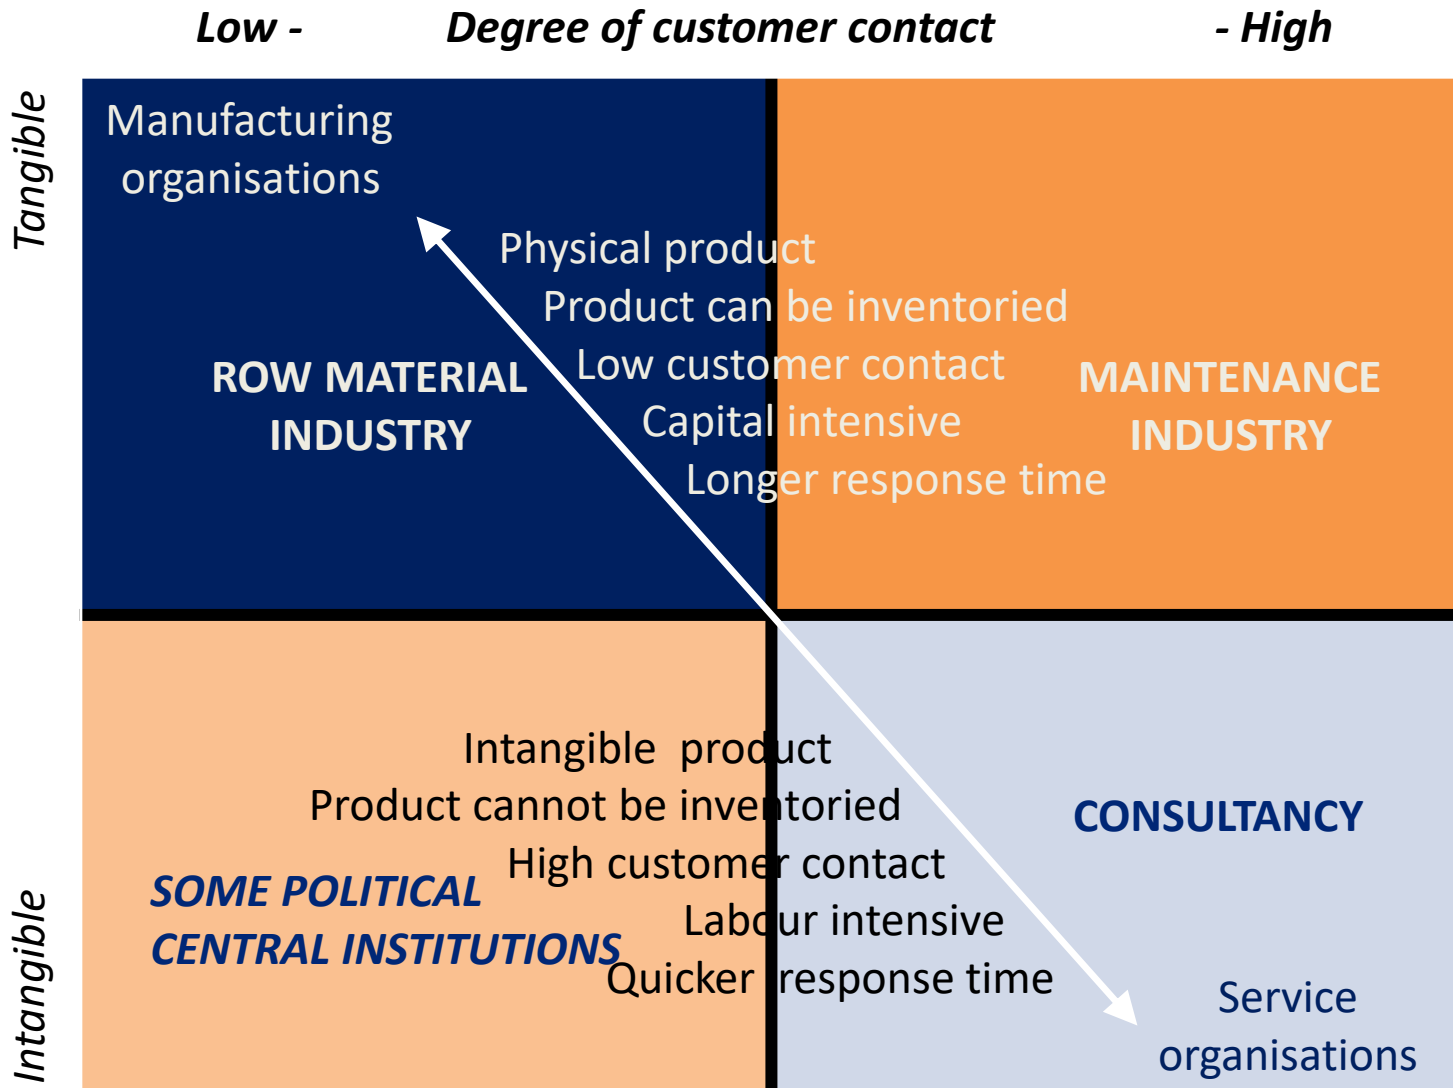 Low - Degree of customer contact - High
Tangible
Manufacturing
organisations
Physical product
Product can be inventoried
Low customer contact
Capital intensive
Longer response time
ROW MATERIAL
INDUSTRY
MAINTENANCE
INDUSTRY
Intangible
Intangible product
Product cannot be inventoried
High customer contact
Labour intensive
Quicker response time
SOME POLITICAL
CENTRAL INSTITUTIONS
CONSULTANCY
Service
organisations